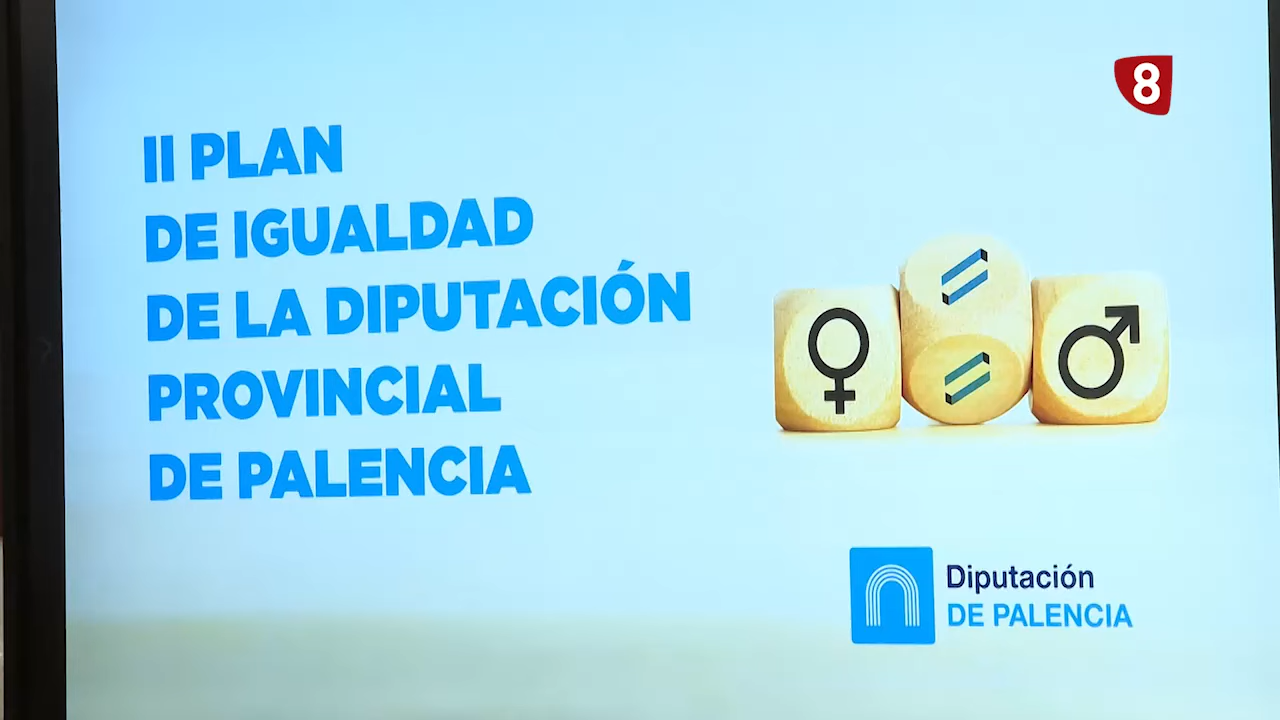 8
II PLAN
DE IGUALDAD
DE LA DIPUTACIÓN
PROVINCIAL
DE PALENCIA
Diputación
DE PALENCIA